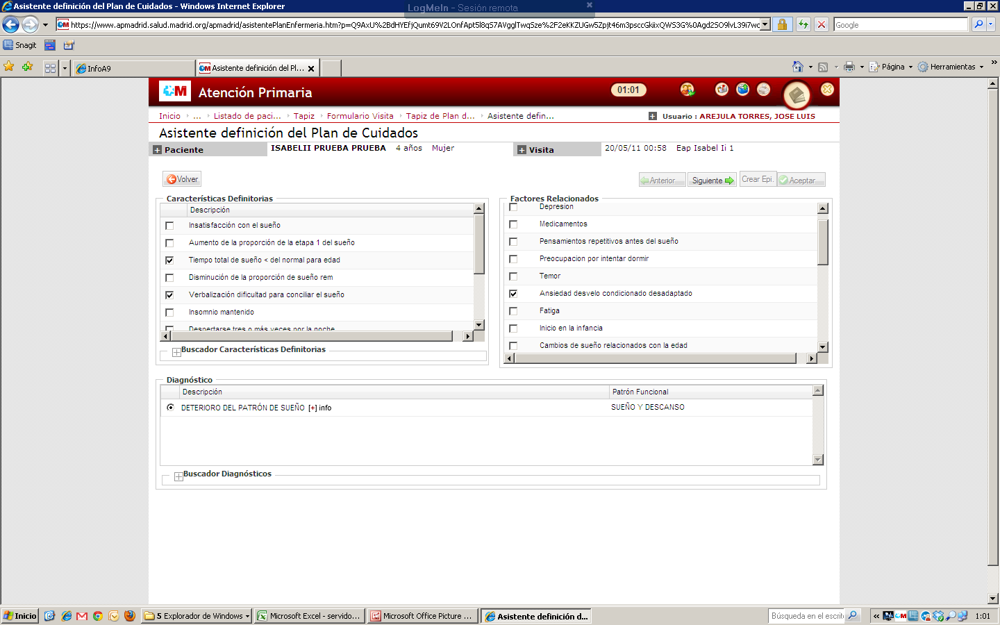 Asistente definición del Plan de Cuidados - Windows Internet Explorer
LogMeIn - Sesión remota
https://www.apmadrid.salud.madrid.org/apmadrid/asistentePlanEnfermeria.htm?p=
Google
Snagit
InfoA9
Asistente definición del Pl...
Página
Herramientas
M
Atención Primaria
01:01
Inicio
...
Listado de paci...
Tapiz
Formulario Visita
Tapiz de Plan d...
Asistente defin...
Usuario : AREJULA TORRES, JOSE LUIS
Asistente definición del Plan de Cuidados
Paciente
ISABELII PRUEBA PRUEBA 4 años Mujer
Visita
20/05/11 00:58 Eap Isabel Ii 1
Volver
Anterior
Siguiente
Crear Epi.
Aceptar
Características Definitorias
Descripción
Insatisfacción con el sueño
Aumento de la proporción de la etapa 1 del sueño
Tiempo total de sueño < del normal para edad
Disminución de la proporción de sueño rem
Verbalización dificultad para conciliar el sueño
Insomnio mantenido
Despertarse tres o más veces por la noche
Buscador Características Definitorias
Factores Relacionados
Depresion
Medicamentos
Pensamientos repetitivos antes del sueño
Preocupacion por intentar dormir
Temor
Ansiedad desvelo condicionado desadaptado
Fatiga
Inicio en la infancia
Cambios de sueño relacionados con la edad
Diagnóstico
Descripción
Patrón Funcional
DETERIORO DEL PATRÓN DE SUEÑO [+] info
SUEÑO Y DESCANSO
Buscador Diagnósticos
Inicio
5 Explorador de Windows
Microsoft Excel - servido...
Microsoft Office Picture ...
Asistente definición d...
Búsqueda en el escrit
1:01